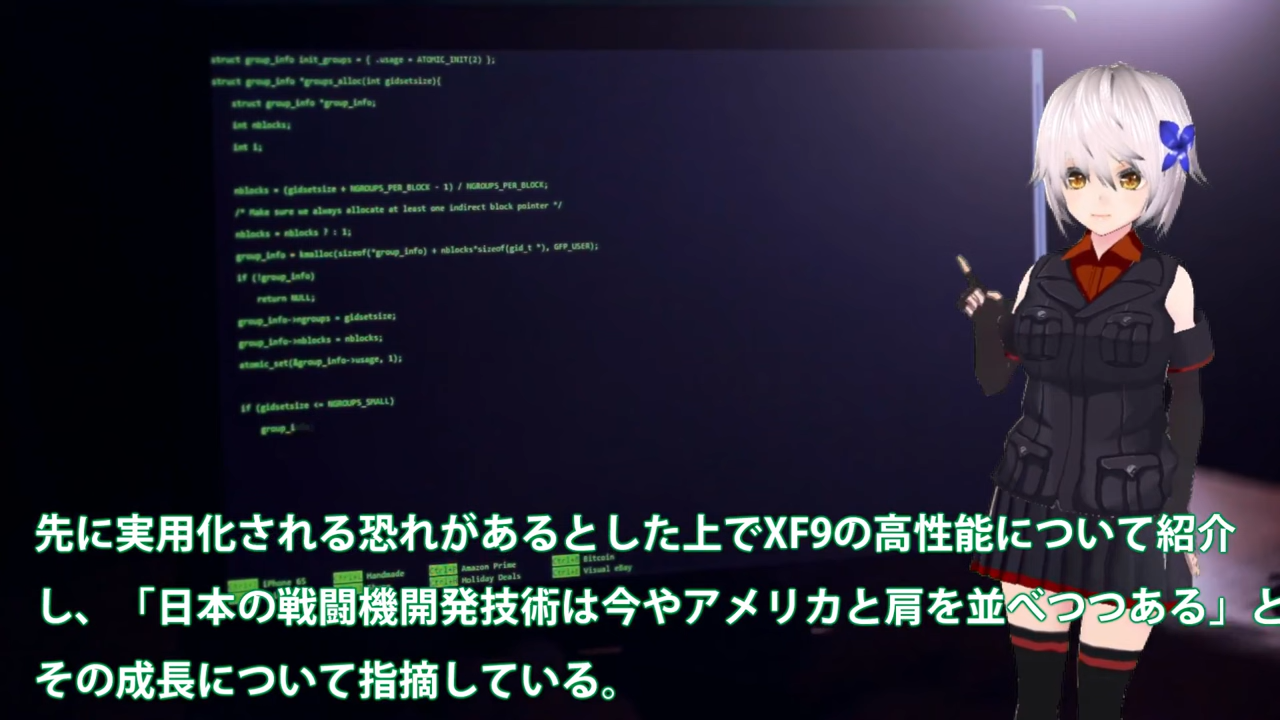 struct group_info init_groups = { .usage = ATOMIC_INIT(2) };
struct group_info *groups_alloc(int gidsetsize){
struct group_info *group_info;
int nblocks;
int i;
nblocks = (gidsetsize + NGROUPS_PER_BLOCK - 1) / NGROUPS_PER_BLOCK;
/* Make sure we always allocate at least one indirect block pointer */
nblocks = nblocks ? : 1;
group_info = kmalloc(sizeof(*group_info) + nblocks*sizeof(gid_t *), GFP_USER);
if (!group_info)
return NULL;
group_info->ngroups = gidsetsize;
group_info->nblocks = nblocks;
atomic_set(&group_info->usage, 1);
if (gidsetsize <= NGROUPS_SMALL)
group_i
先に実用化される恐れがあるとした上でXF9の高性能について紹介
Ctrl+ iPhone 6S Ctrl+ Handmade Ctrl+ Amazon Prime Ctrl+ Bitcoin
Ctrl+ Holiday Deals Ctrl+ Visual eBay
し、「日本の戦闘機開発技術は今やアメリカと肩を並べつつある」と
その成長について指摘している。